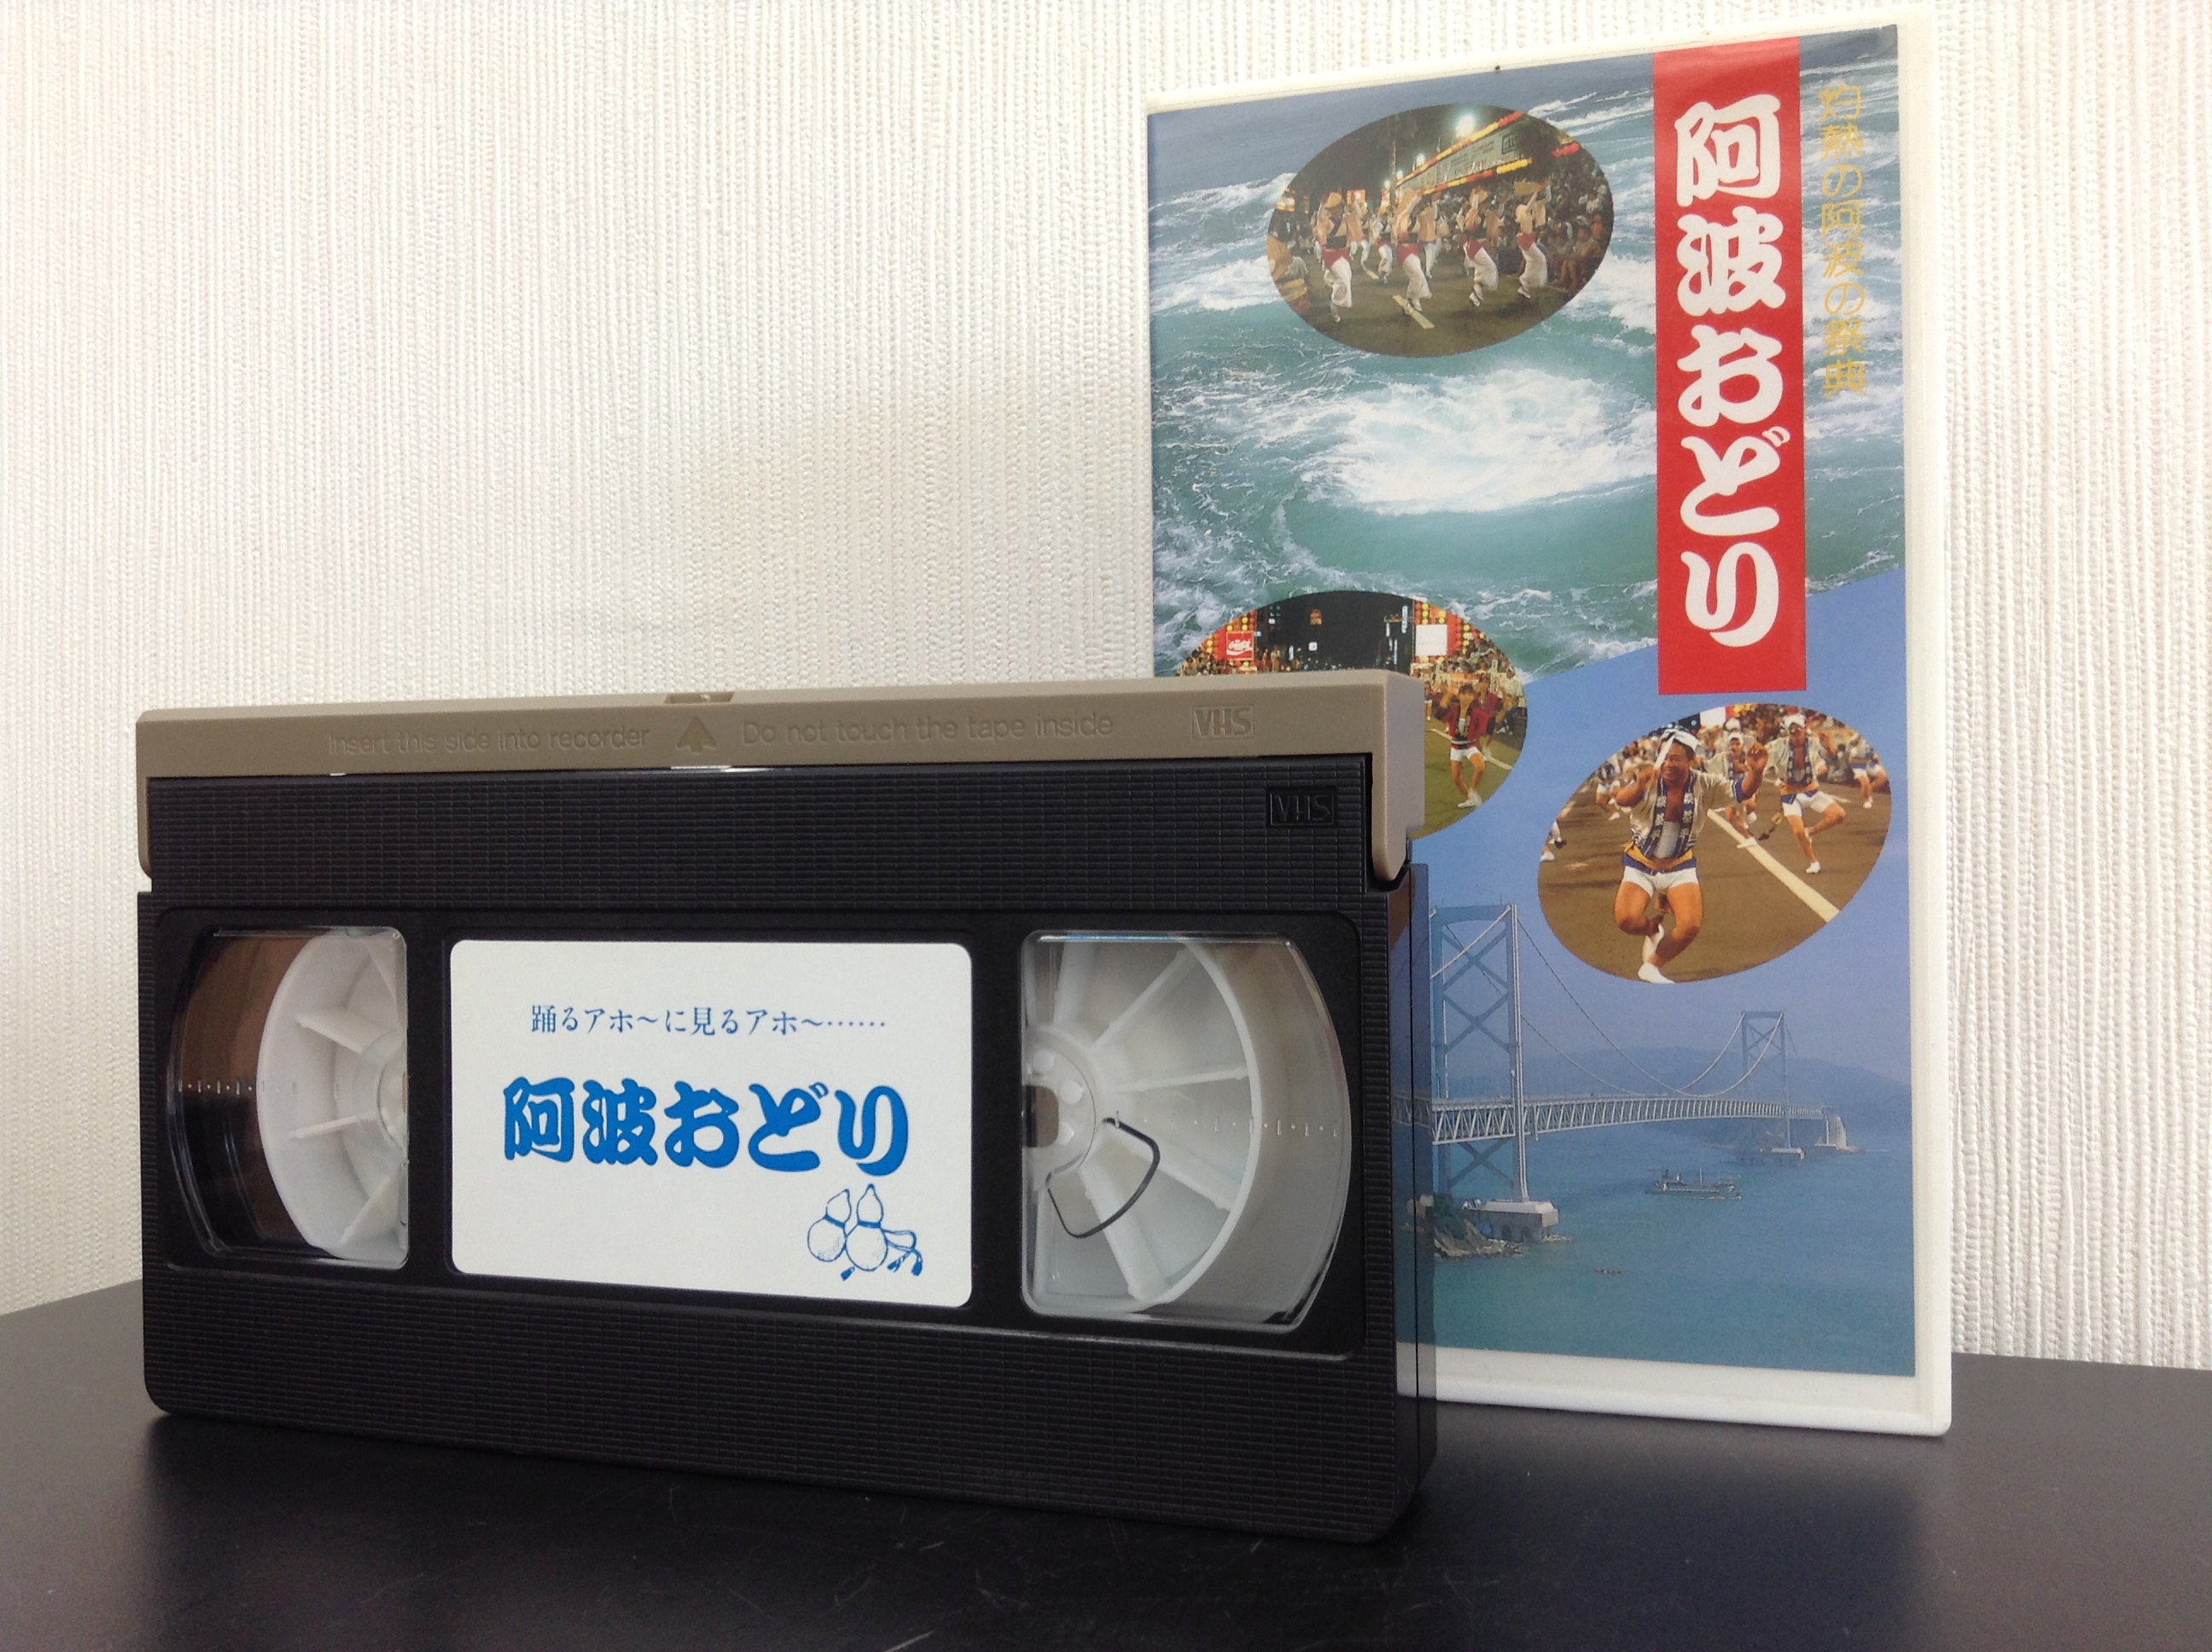 灼熱の阿波の祭典
阿波おどり
Insert this side into recorder
Do not touch the tape inside
VHS
VHS
踊るアホ～に見るアホ～……
阿波おどり